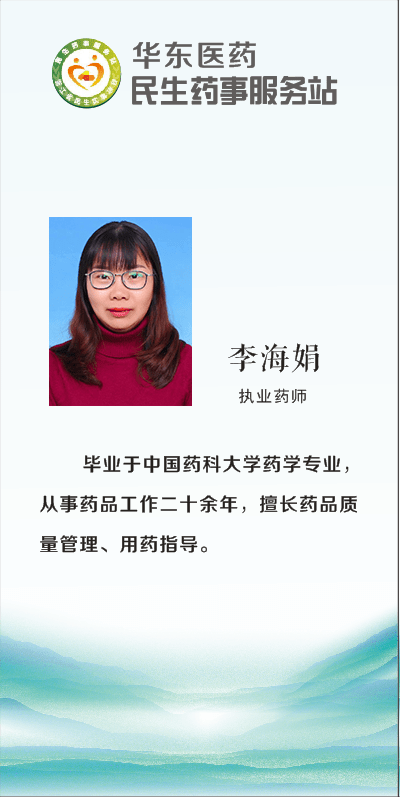 华东医药
民生药事服务站
李海娟
执业药师
毕业于中国药科大学药学专业，
从事药品工作二十余年，擅长药品质
量管理、用药指导。